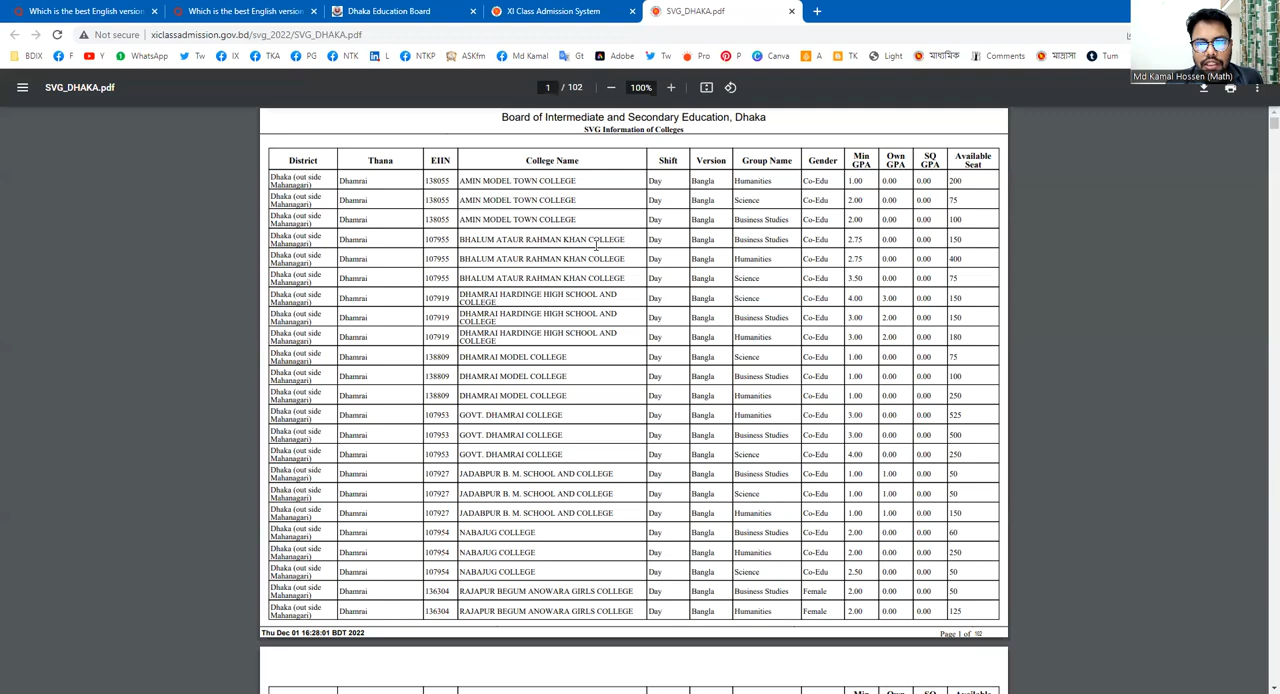 Which is the best English version
Which is the best English version
Dhaka Education Board
XI Class Admission System
SVG_DHAKA.pdf
Not secure xiclassadmission.gov.bd/svg_2022/SVG_DHAKA.pdf
BDIX F Y WhatsApp Tw IX TKA PG NTK L NTKP ASKfm Md Kamal Gt Adobe Tw Pro P Canva A TK Light মাধ্যমিক Comments মাদ্রাসা Tum
Md Kamal Hossen (Math)
SVG_DHAKA.pdf 1 / 102 100%
Board of Intermediate and Secondary Education, Dhaka
SVG Information of Colleges
District Thana EIIN College Name Shift Version Group Name Gender Min GPA Own GPA SQ GPA Available Seat
Dhaka (out side Mahanagari) Dhamrai 138055 AMIN MODEL TOWN COLLEGE Day Bangla Humanities Co-Edu 1.00 0.00 0.00 200
Dhaka (out side Mahanagari) Dhamrai 138055 AMIN MODEL TOWN COLLEGE Day Bangla Science Co-Edu 2.00 0.00 0.00 75
Dhaka (out side Mahanagari) Dhamrai 138055 AMIN MODEL TOWN COLLEGE Day Bangla Business Studies Co-Edu 2.00 0.00 0.00 100
Dhaka (out side Mahanagari) Dhamrai 107955 BHALUM ATAUR RAHMAN KHAN COLLEGE Day Bangla Business Studies Co-Edu 2.75 0.00 0.00 150
Dhaka (out side Mahanagari) Dhamrai 107955 BHALUM ATAUR RAHMAN KHAN COLLEGE Day Bangla Humanities Co-Edu 2.75 0.00 0.00 400
Dhaka (out side Mahanagari) Dhamrai 107955 BHALUM ATAUR RAHMAN KHAN COLLEGE Day Bangla Science Co-Edu 3.50 0.00 0.00 75
Dhaka (out side Mahanagari) Dhamrai 107919 DHAMRAI HARDINGE HIGH SCHOOL AND COLLEGE Day Bangla Science Co-Edu 4.00 3.00 0.00 150
Dhaka (out side Mahanagari) Dhamrai 107919 DHAMRAI HARDINGE HIGH SCHOOL AND COLLEGE Day Bangla Business Studies Co-Edu 3.00 2.00 0.00 150
Dhaka (out side Mahanagari) Dhamrai 107919 DHAMRAI HARDINGE HIGH SCHOOL AND COLLEGE Day Bangla Humanities Co-Edu 3.00 2.00 0.00 180
Dhaka (out side Mahanagari) Dhamrai 138809 DHAMRAI MODEL COLLEGE Day Bangla Science Co-Edu 1.00 0.00 0.00 75
Dhaka (out side Mahanagari) Dhamrai 138809 DHAMRAI MODEL COLLEGE Day Bangla Business Studies Co-Edu 1.00 0.00 0.00 100
Dhaka (out side Mahanagari) Dhamrai 138809 DHAMRAI MODEL COLLEGE Day Bangla Humanities Co-Edu 1.00 0.00 0.00 250
Dhaka (out side Mahanagari) Dhamrai 107953 GOVT. DHAMRAI COLLEGE Day Bangla Humanities Co-Edu 3.00 0.00 0.00 525
Dhaka (out side Mahanagari) Dhamrai 107953 GOVT. DHAMRAI COLLEGE Day Bangla Business Studies Co-Edu 3.00 0.00 0.00 500
Dhaka (out side Mahanagari) Dhamrai 107953 GOVT. DHAMRAI COLLEGE Day Bangla Science Co-Edu 4.00 0.00 0.00 250
Dhaka (out side Mahanagari) Dhamrai 107927 JADABPUR B. M. SCHOOL AND COLLEGE Day Bangla Business Studies Co-Edu 1.00 1.00 0.00 50
Dhaka (out side Mahanagari) Dhamrai 107927 JADABPUR B. M. SCHOOL AND COLLEGE Day Bangla Science Co-Edu 1.00 1.00 0.00 50
Dhaka (out side Mahanagari) Dhamrai 107927 JADABPUR B. M. SCHOOL AND COLLEGE Day Bangla Humanities Co-Edu 1.00 1.00 0.00 150
Dhaka (out side Mahanagari) Dhamrai 107954 NABAJUG COLLEGE Day Bangla Business Studies Co-Edu 2.00 0.00 0.00 60
Dhaka (out side Mahanagari) Dhamrai 107954 NABAJUG COLLEGE Day Bangla Humanities Co-Edu 2.00 0.00 0.00 250
Dhaka (out side Mahanagari) Dhamrai 107954 NABAJUG COLLEGE Day Bangla Science Co-Edu 2.50 0.00 0.00 50
Dhaka (out side Mahanagari) Dhamrai 136304 RAJAPUR BEGUM ANOWARA GIRLS COLLEGE Day Bangla Business Studies Female 2.00 0.00 0.00 50
Dhaka (out side Mahanagari) Dhamrai 136304 RAJAPUR BEGUM ANOWARA GIRLS COLLEGE Day Bangla Humanities Female 2.00 0.00 0.00 125
Thu Dec 01 16:28:01 BDT 2022 Page 1 of 102
Min Own SQ Available